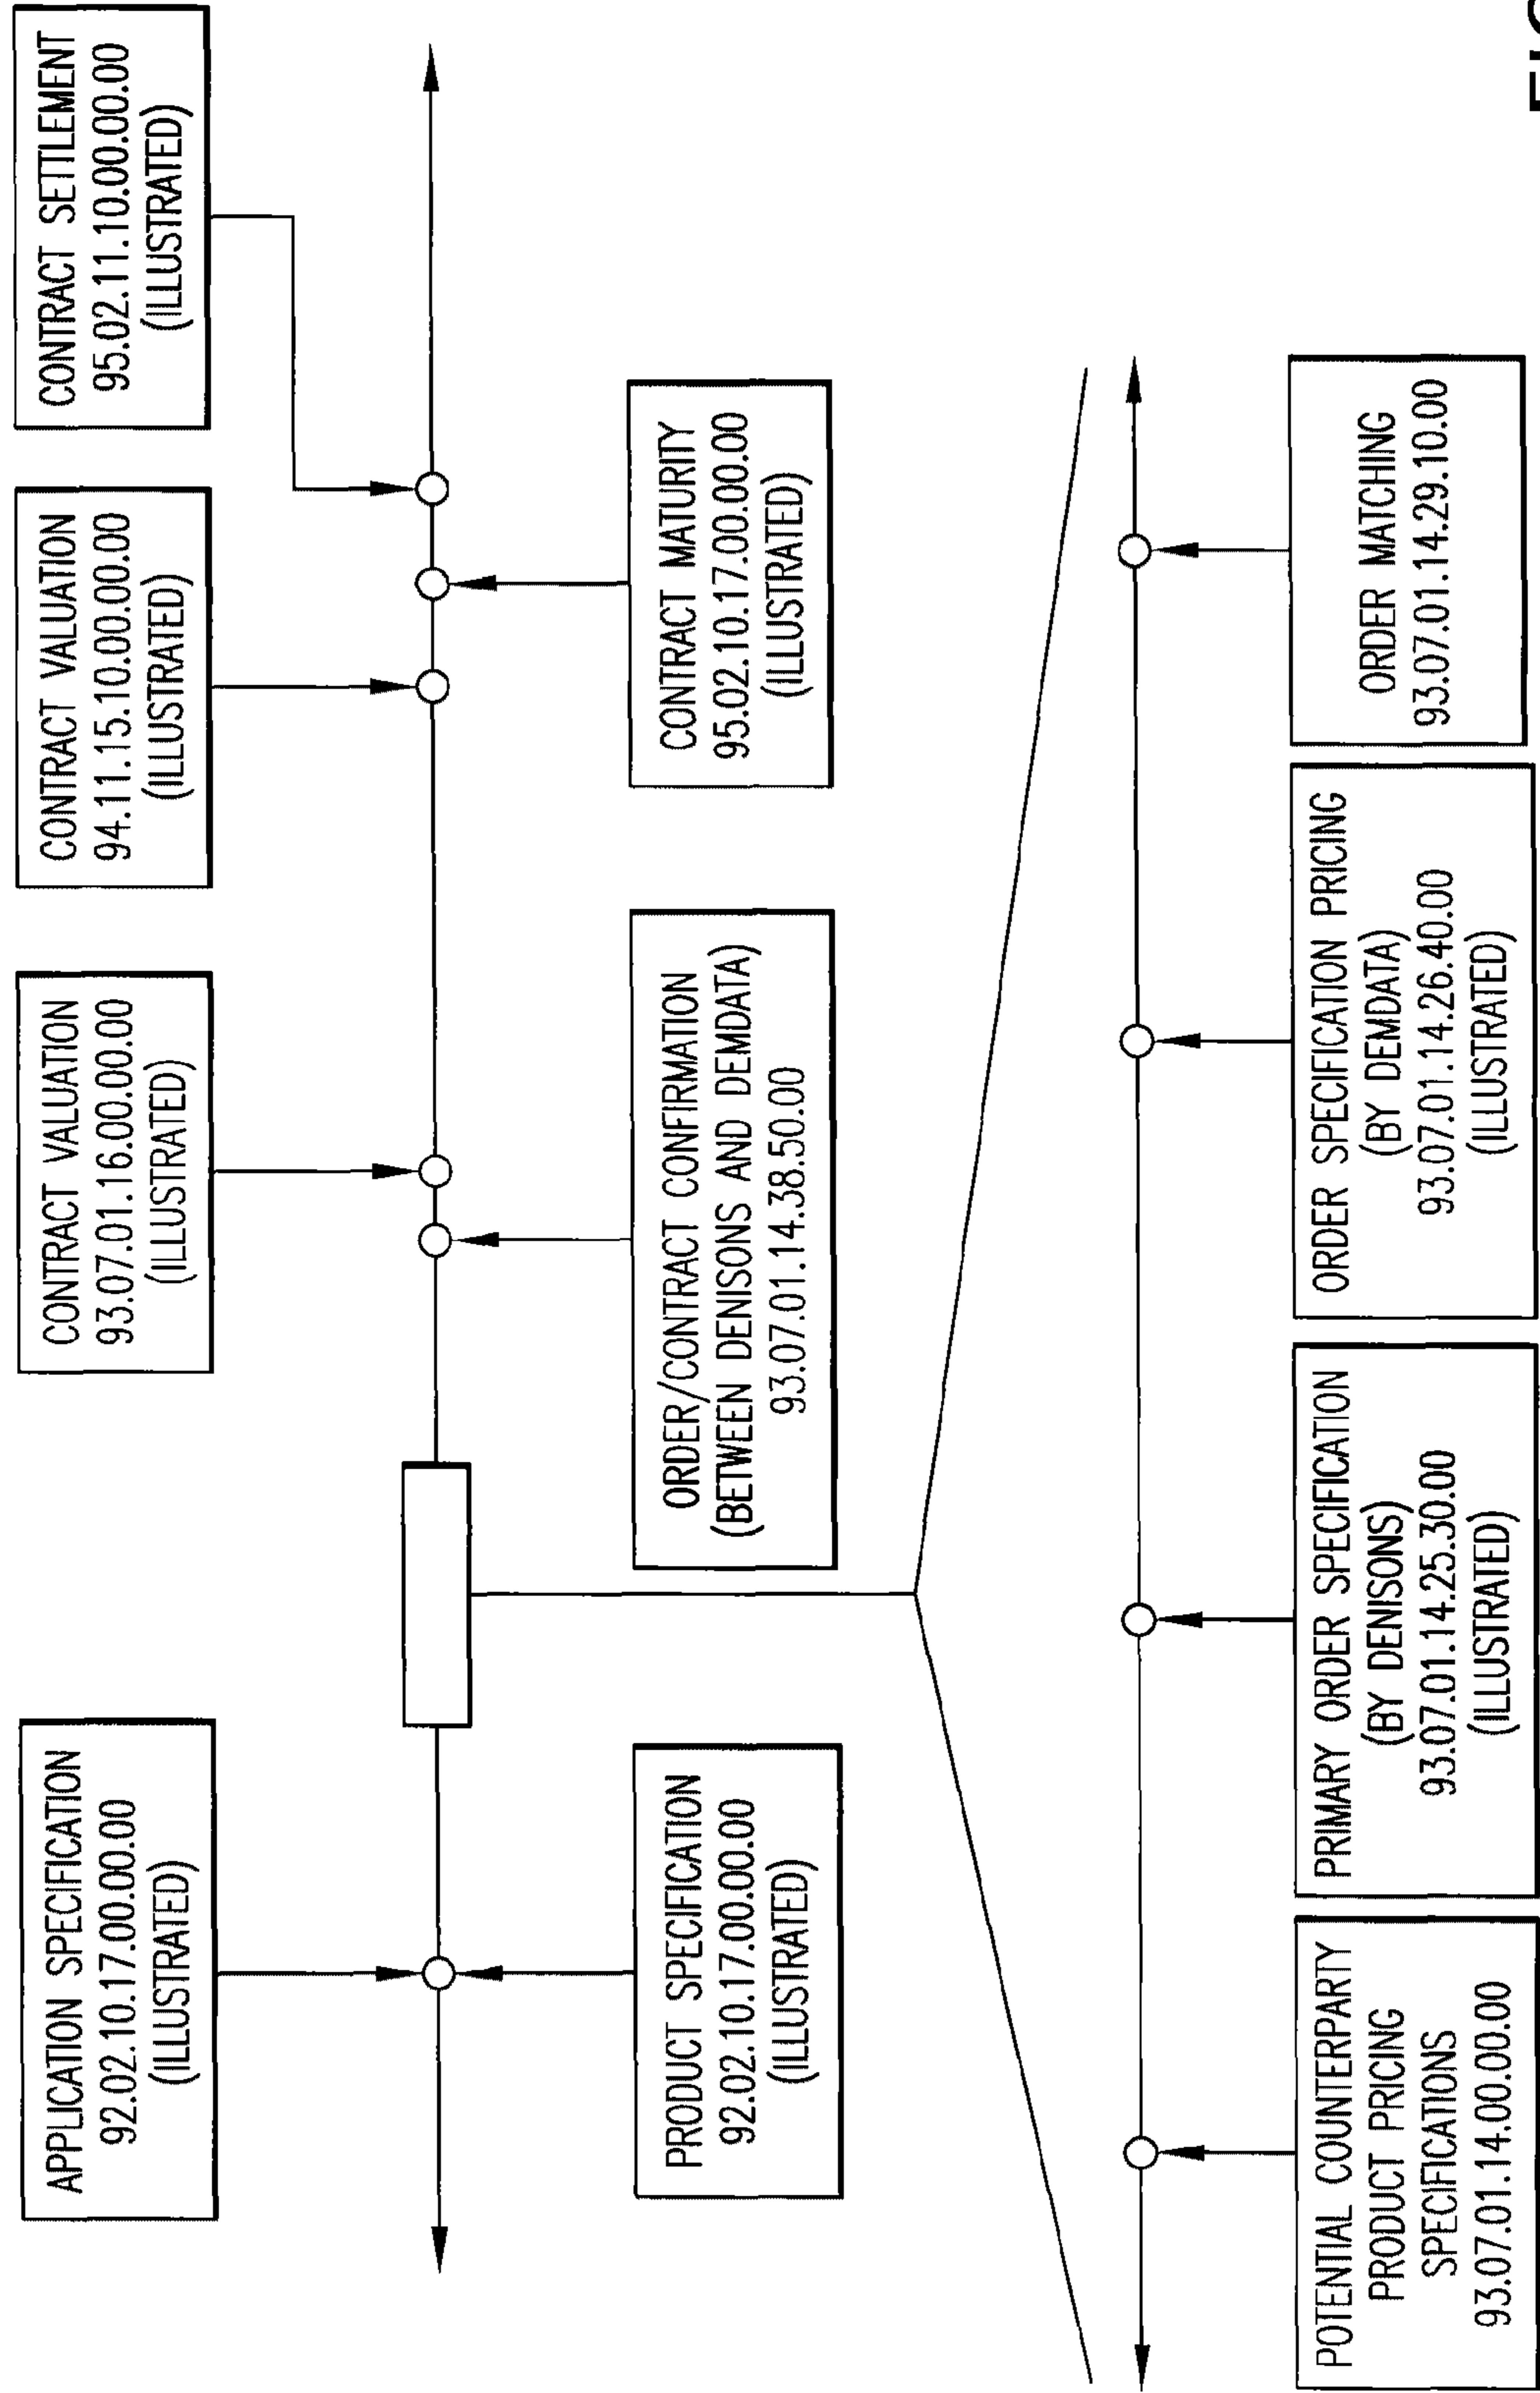 APPLICATION SPECIFICATION
92.02.10.17.00.00.00
(ILLUSTRATED)
CONTRACT VALUATION
93.07.01.16.00.00.00
(ILLUSTRATED)
CONTRACT VALUATION
94.11.15.10.00.00.00
(ILLUSTRATED)
CONTRACT SETTLEMENT
95.02.11.10.00.00.00
(ILLUSTRATED)
PRODUCT SPECIFICATION
92.02.10.17.00.00.00
(ILLUSTRATED)
ORDER/CONTRACT CONFIRMATION
(BETWEEN DENISONS AND DEMDATA)
93.07.01.14.38.50.00
CONTRACT MATURITY
95.02.10.17.00.00.00
(ILLUSTRATED)
POTENTIAL COUNTERPARTY
PRODUCT PRICING
SPECIFICATIONS
93.07.01.14.00.00.00
PRIMARY ORDER SPECIFICATION
(BY DENISONS)
93.07.01.14.25.30.00
(ILLUSTRATED)
ORDER SPECIFICATION PRICING
(BY DEMDATA)
93.07.01.14.26.40.00
(ILLUSTRATED)
ORDER MATCHING
93.07.01.14.29.10.00